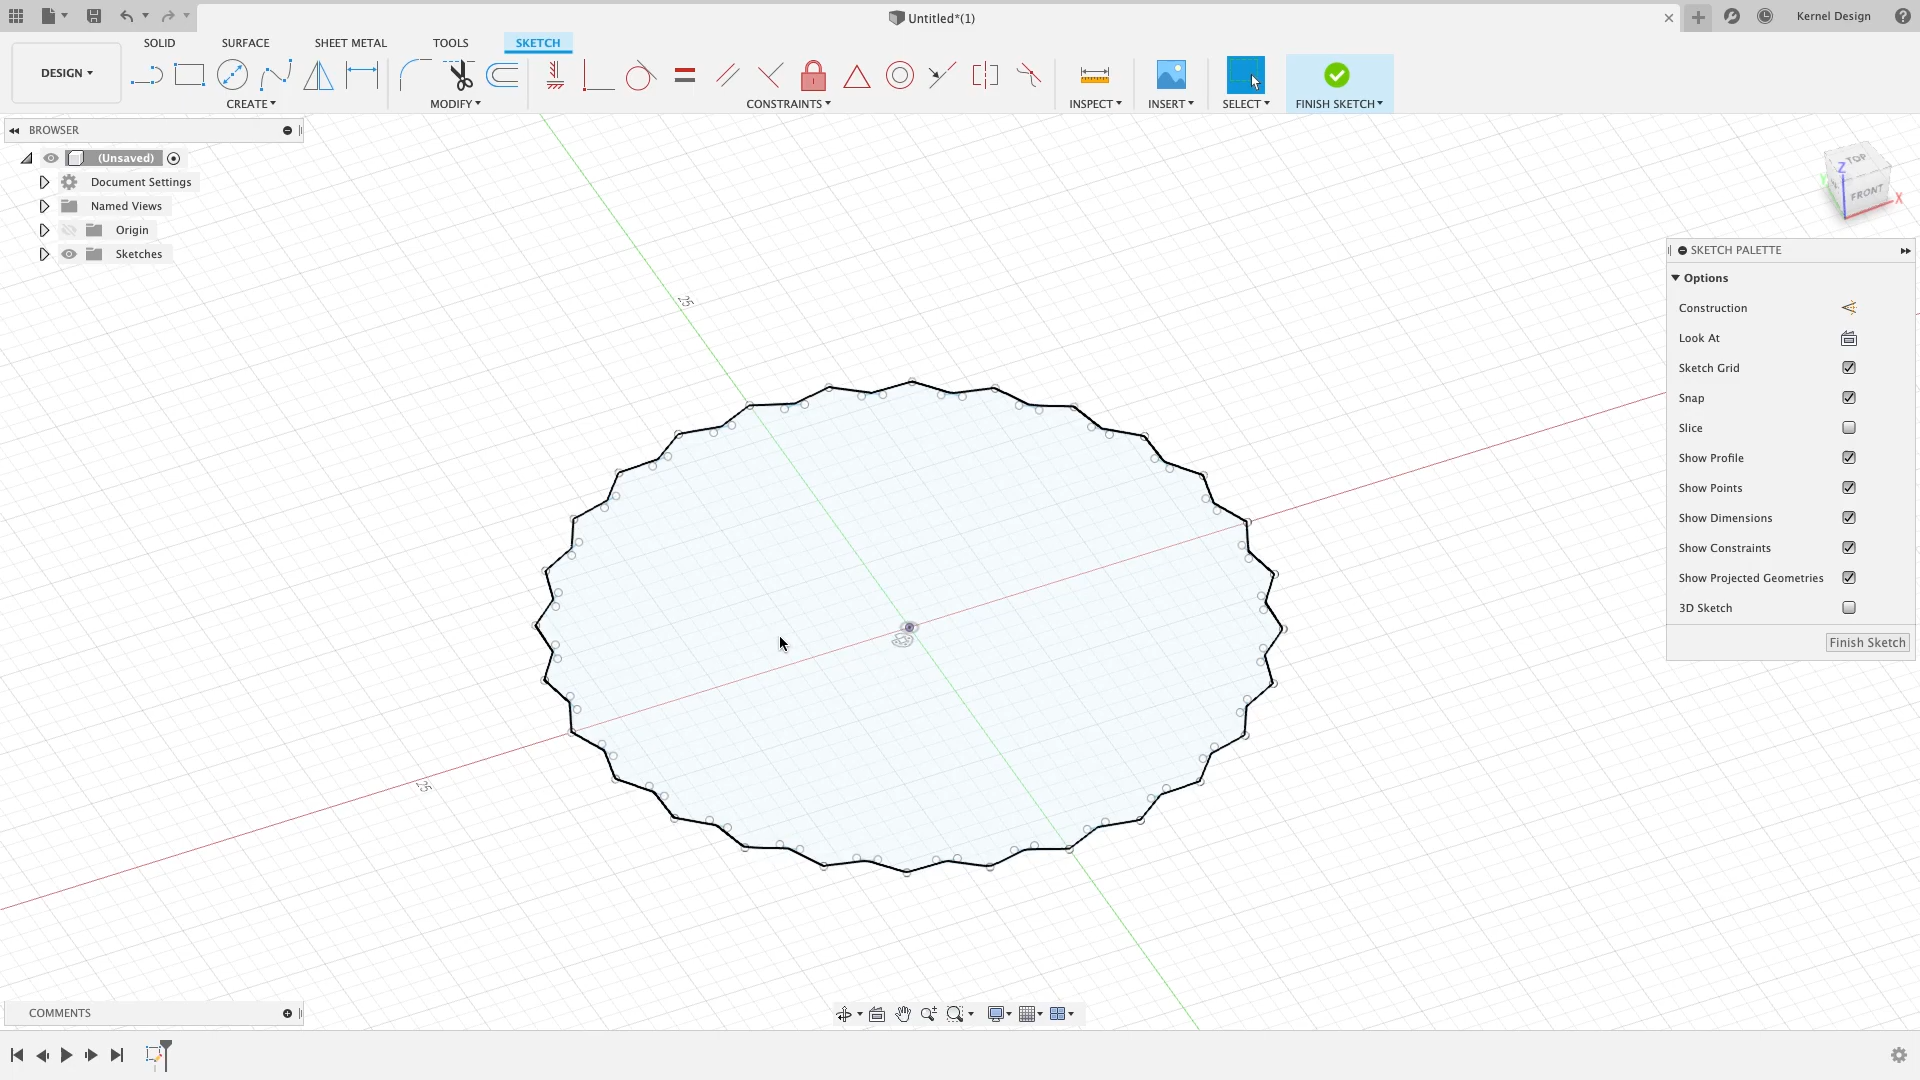 Untitled*(1)
Kernel Design
SOLID SURFACE SHEET METAL TOOLS SKETCH
DESIGN
CREATE MODIFY CONSTRAINTS INSPECT INSERT SELECT FINISH SKETCH
BROWSER
(Unsaved)
Document Settings
Named Views
Origin
Sketches
TOP
FRONT
Z
X
Y
25
25
SKETCH PALETTE
Options
Construction
Look At
Sketch Grid
Snap
Slice
Show Profile
Show Points
Show Dimensions
Show Constraints
Show Projected Geometries
3D Sketch
Finish Sketch
COMMENTS